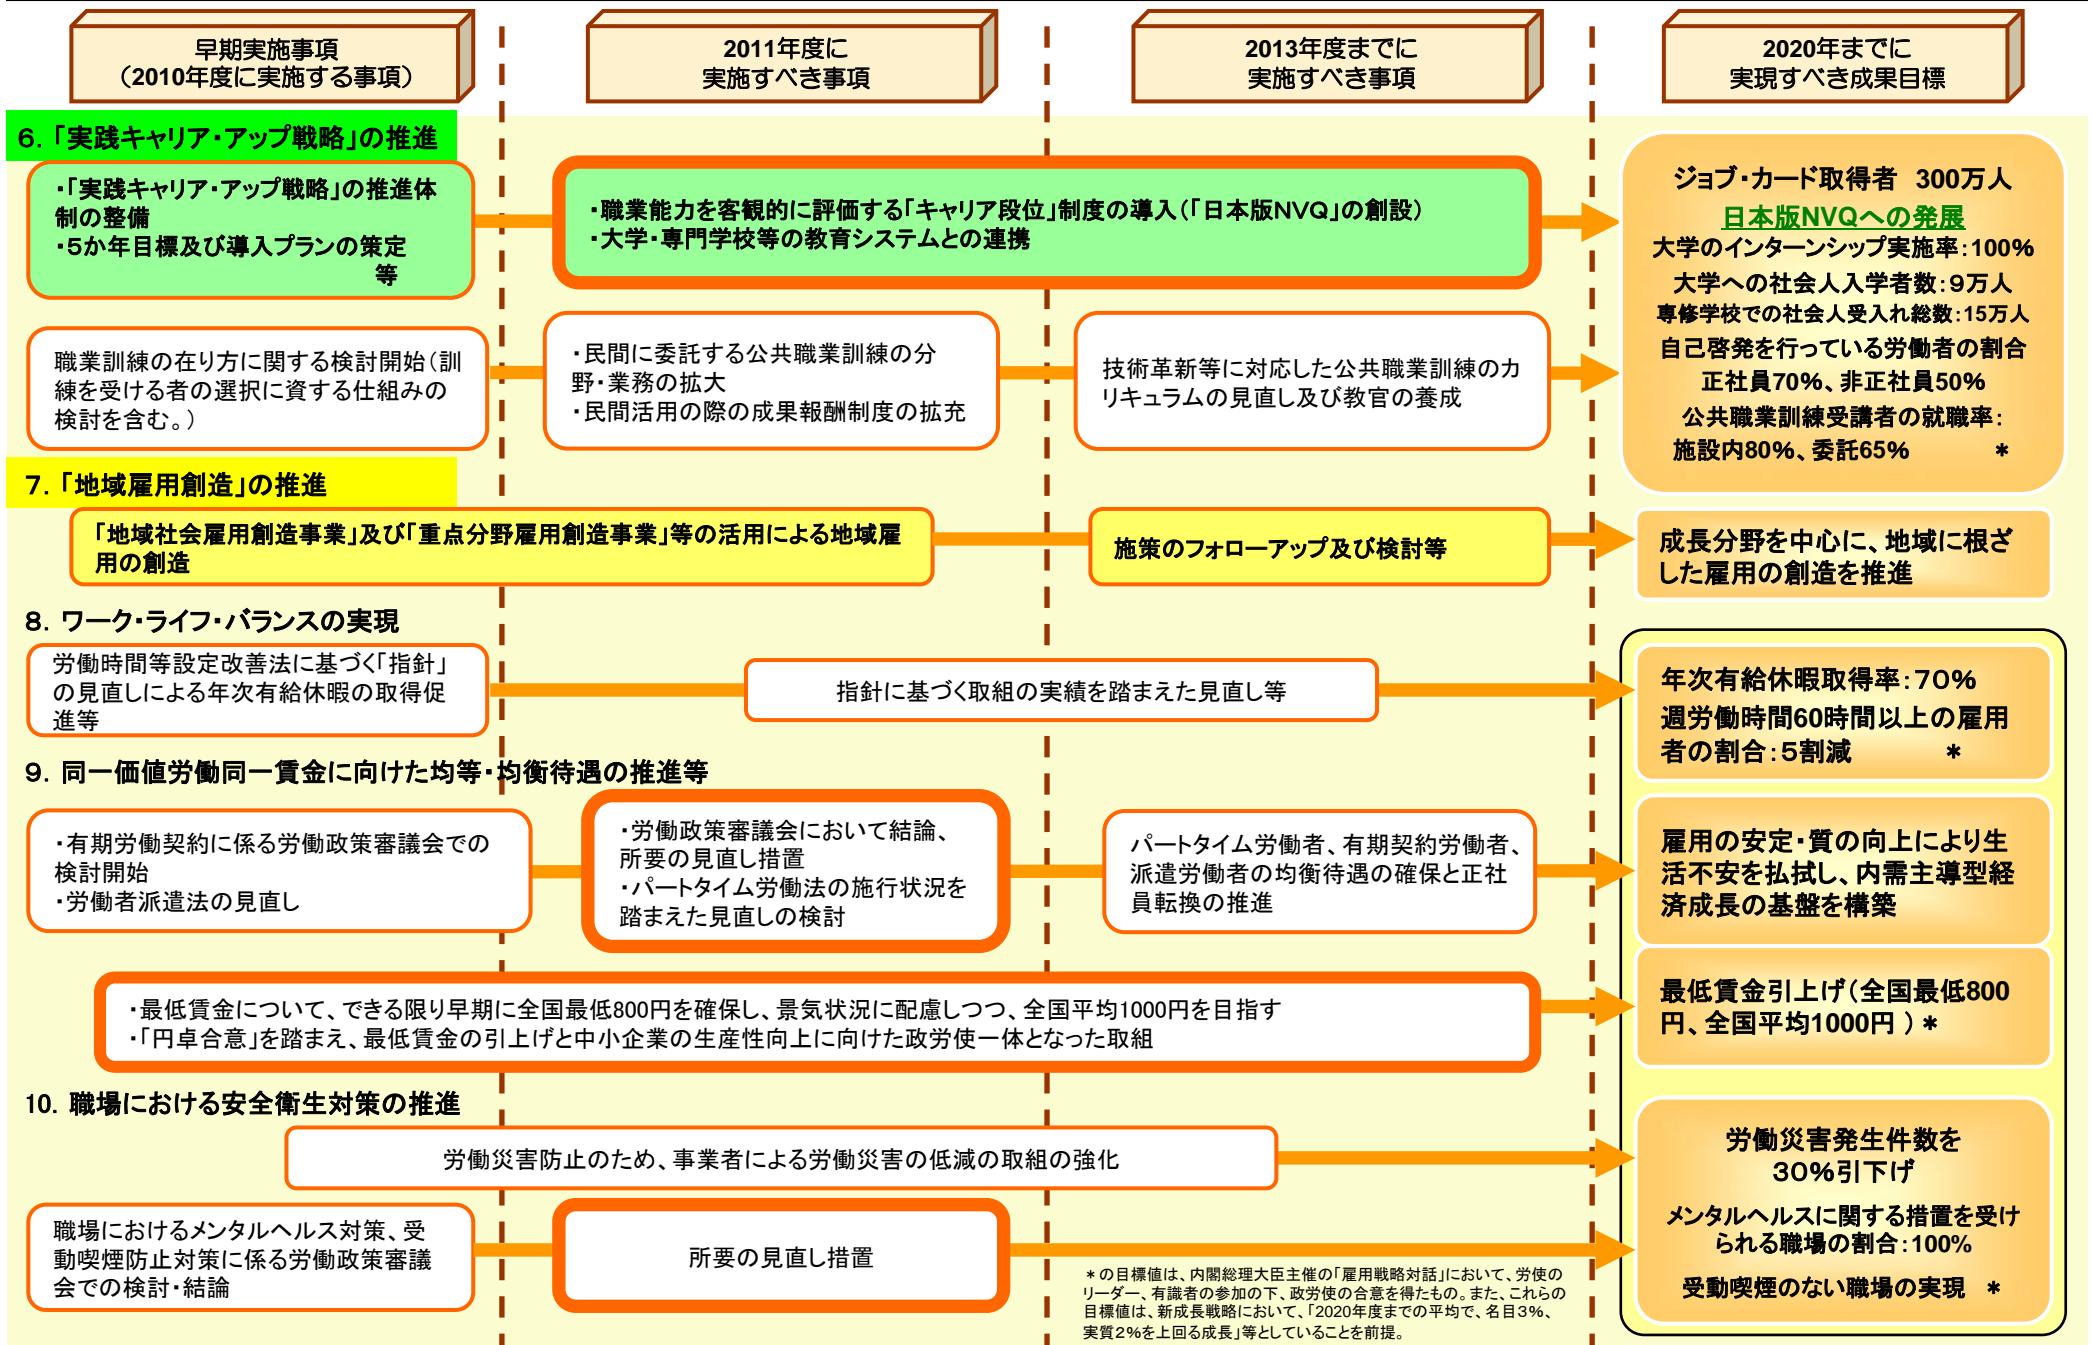 早期実施事項
（2010年度に実施する事項）
2011年度に
実施すべき事項
2013年度までに
実施すべき事項
2020年までに
実現すべき成果目標
６．「実践キャリア・アップ戦略」の推進
・「実践キャリア・アップ戦略」の推進体
制の整備
・５か年目標及び導入プランの策定
等
・職業能力を客観的に評価する「キャリア段位」制度の導入（「日本版ＮＶＱ」の創設）
・大学・専門学校等の教育システムとの連携
ジョブ・カード取得者　300万人
日本版NVQへの発展
大学のインターンシップ実施率：100％
大学への社会人入学者数：９万人
専修学校での社会人受入れ総数：15万人
自己啓発を行っている労働者の割合
正社員70％、非正社員50％
公共職業訓練受講者の就職率：
施設内80％、委託65％　　　＊
職業訓練の在り方に関する検討開始（訓
練を受ける者の選択に資する仕組みの
検討を含む。）
・民間に委託する公共職業訓練の分
野・業務の拡大
・民間活用の際の成果報酬制度の拡充
技術革新等に対応した公共職業訓練のカ
リキュラムの見直し及び教官の養成
７．「地域雇用創造」の推進
「地域社会雇用創造事業」及び「重点分野雇用創造事業」等の活用による地域雇
用の創造
施策のフォローアップ及び検討等
成長分野を中心に、地域に根ざ
した雇用の創造を推進
８．ワーク・ライフ・バランスの実現
労働時間等設定改善法に基づく「指針」
の見直しによる年次有給休暇の取得促
進等
指針に基づく取組の実績を踏まえた見直し等
年次有給休暇取得率：７０％
週労働時間60時間以上の雇用
者の割合：５割減　　　＊
９．同一価値労働同一賃金に向けた均等・均衡待遇の推進等
・有期労働契約に係る労働政策審議会での
検討開始
・労働者派遣法の見直し
・労働政策審議会において結論、
所要の見直し措置
・パートタイム労働法の施行状況を
踏まえた見直しの検討
パートタイム労働者、有期契約労働者、
派遣労働者の均衡待遇の確保と正社
員転換の推進
雇用の安定・質の向上により生
活不安を払拭し、内需主導型経
済成長の基盤を構築
・最低賃金について、できる限り早期に全国最低800円を確保し、景気状況に配慮しつつ、全国平均1000円を目指す
・「円卓合意」を踏まえ、最低賃金の引上げと中小企業の生産性向上に向けた政労使一体となった取組
最低賃金引上げ（全国最低800
円、全国平均1000円 ）＊
10．職場における安全衛生対策の推進
労働災害防止のため、事業者による労働災害の低減の取組の強化
労働災害発生件数を
３０％引下げ
メンタルヘルスに関する措置を受け
られる職場の割合：100%
受動喫煙のない職場の実現　＊
職場におけるメンタルヘルス対策、受
動喫煙防止対策に係る労働政策審議
会での検討・結論
所要の見直し措置
＊の目標値は、内閣総理大臣主催の「雇用戦略対話」において、労使の
リーダー、有識者の参加の下、政労使の合意を得たもの。また、これらの
目標値は、新成長戦略において、「2020年度までの平均で、名目３％、
実質２％を上回る成長」等としていることを前提。